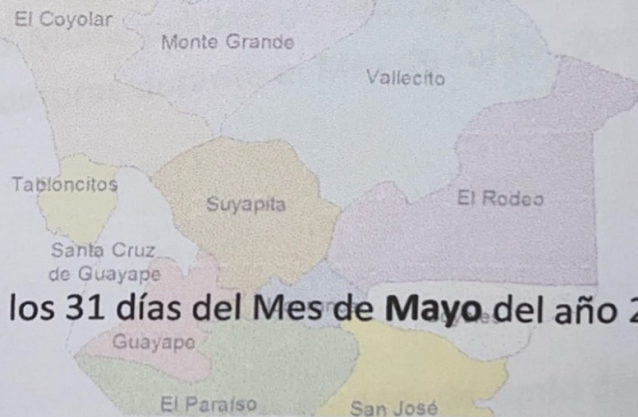 El Coyolar
Monte Grande
Vallecito
Tabloncitos
Suyapita
El Rodeo
Santa Cruz
de Guayape
los 31 días del Mes de Mayo del año 2
Guayape
El Paraíso
San José